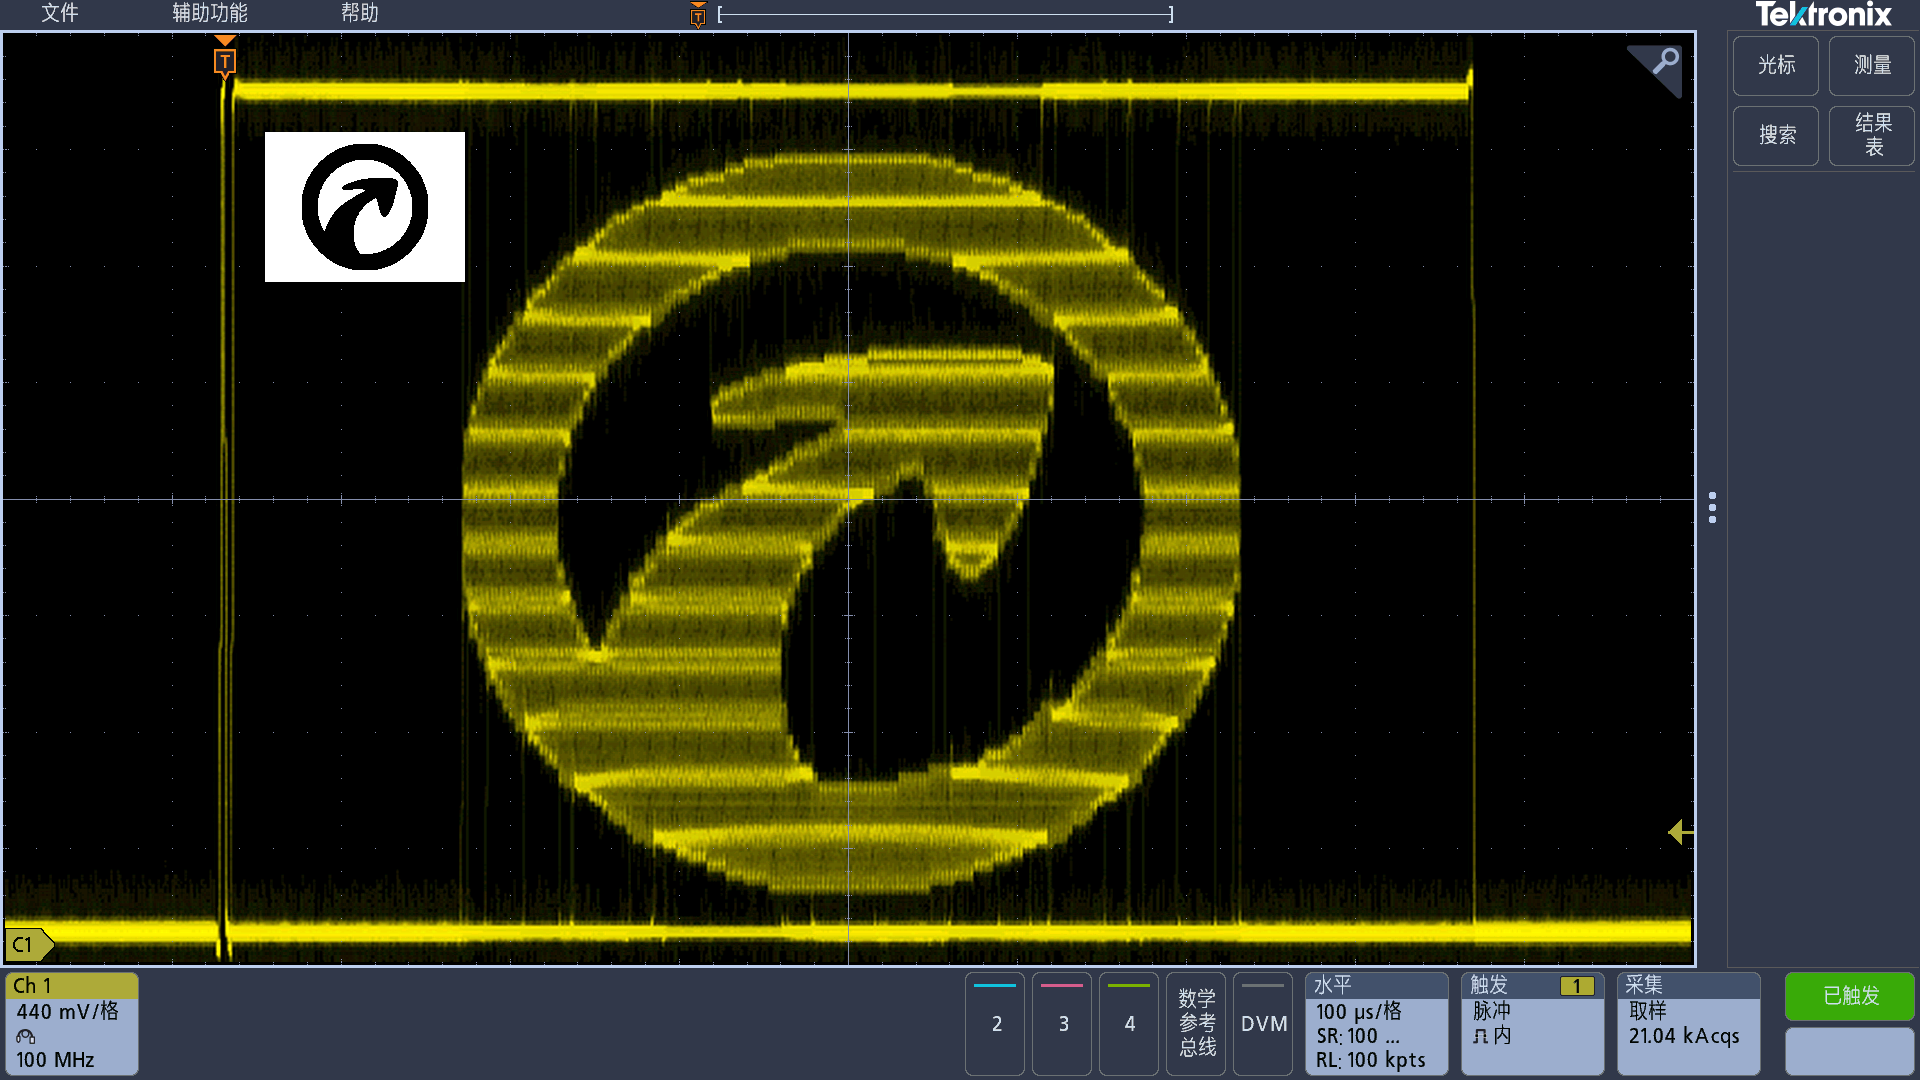 文件 辅助功能 帮助
T
Tektronix
T
光标 测量
搜索 结果
表
C1
Ch 1
440 mV/格
100 MHz
2
3
4
数学
参考
总线
DVM
水平
100 μs/格
SR: 100 ...
RL: 100 kpts
触发 1
脉冲
内
采集
取样
21.04 kAcqs
已触发